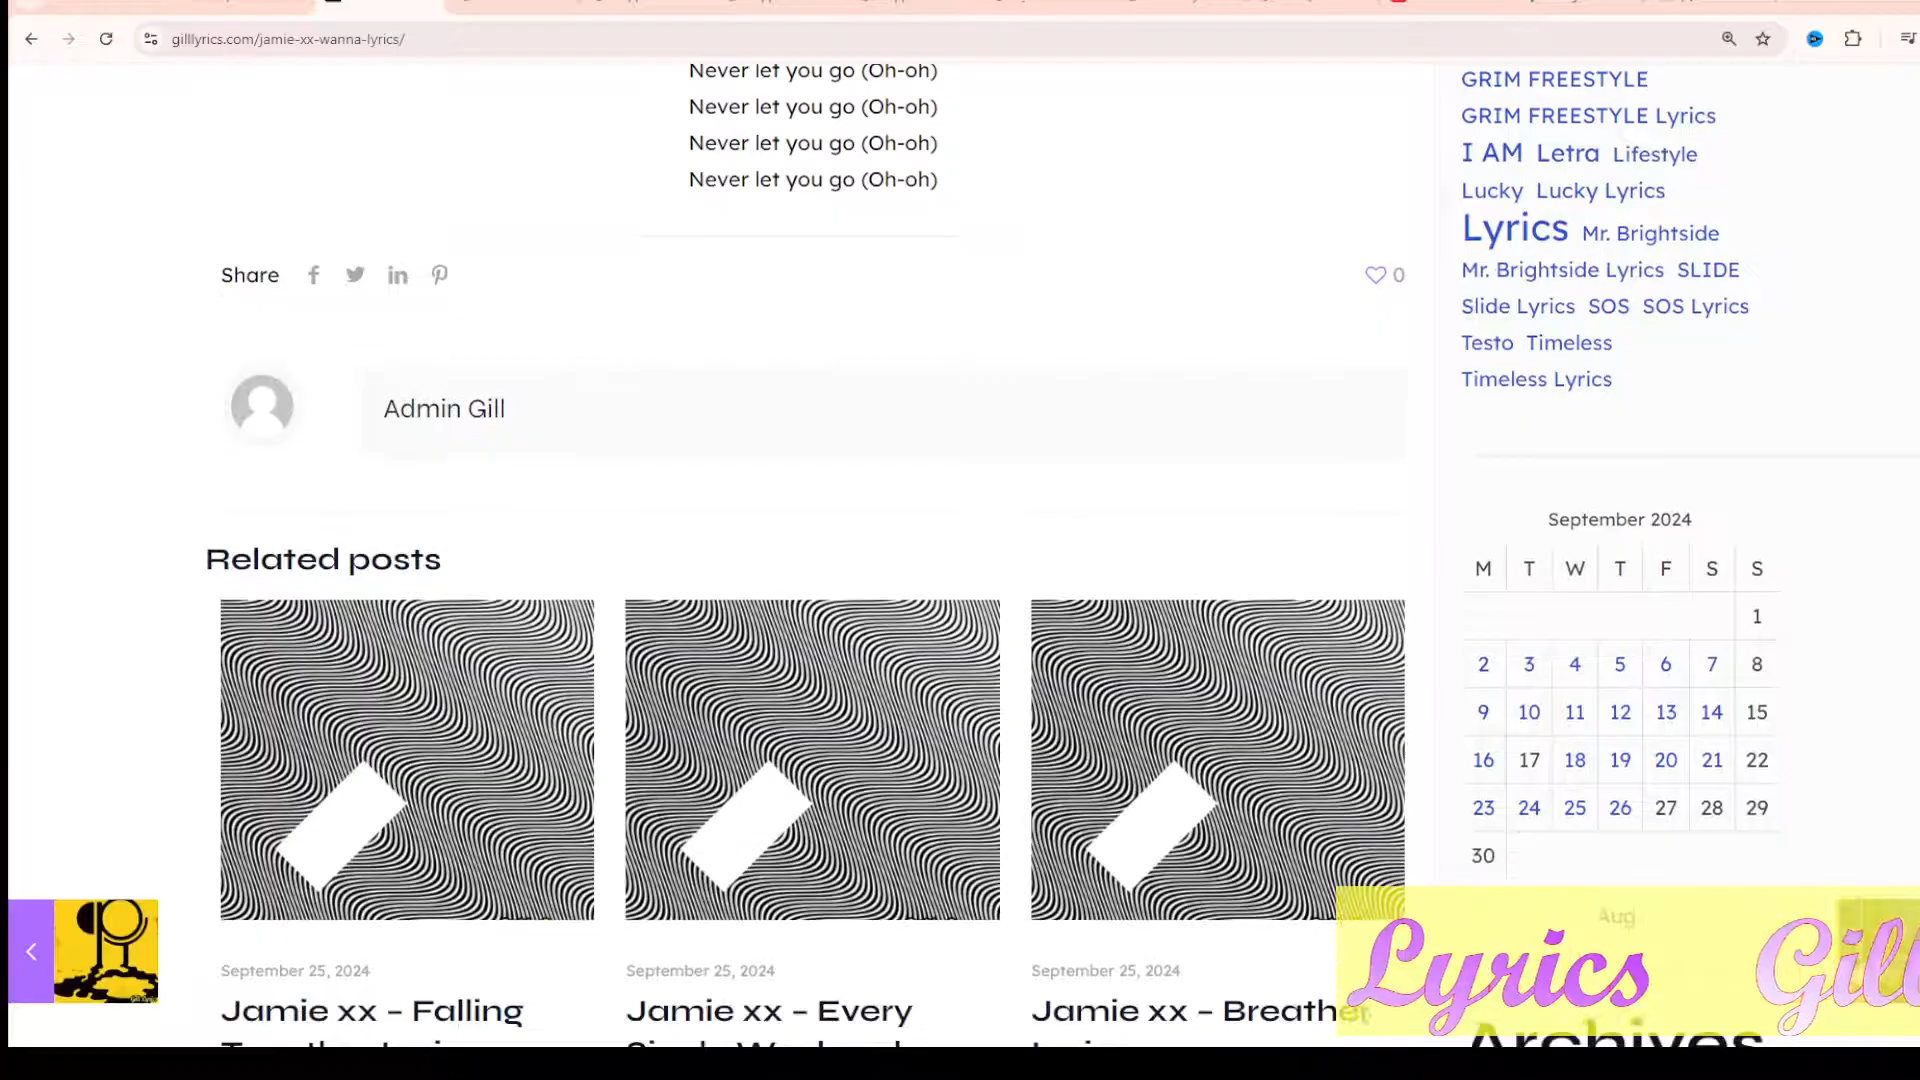 gilllyrics.com/jamie-xx-wanna-lyrics/
Never let you go (Oh-oh)
Never let you go (Oh-oh)
Never let you go (Oh-oh)
Never let you go (Oh-oh)
Share
0
Admin Gill
Related posts
September 25, 2024
Jamie xx – Falling
September 25, 2024
Jamie xx – Every
September 25, 2024
Jamie xx – Breather
GRIM FREESTYLE
GRIM FREESTYLE Lyrics
I AM Letra Lifestyle
Lucky Lucky Lyrics
Lyrics Mr. Brightside
Mr. Brightside Lyrics SLIDE
Slide Lyrics SOS SOS Lyrics
Testo Timeless
Timeless Lyrics
September 2024
M T W T F S S
1
2 3 4 5 6 7 8
9 10 11 12 13 14 15
16 17 18 19 20 21 22
23 24 25 26 27 28 29
30
Aug
Lyrics Gill
Archives